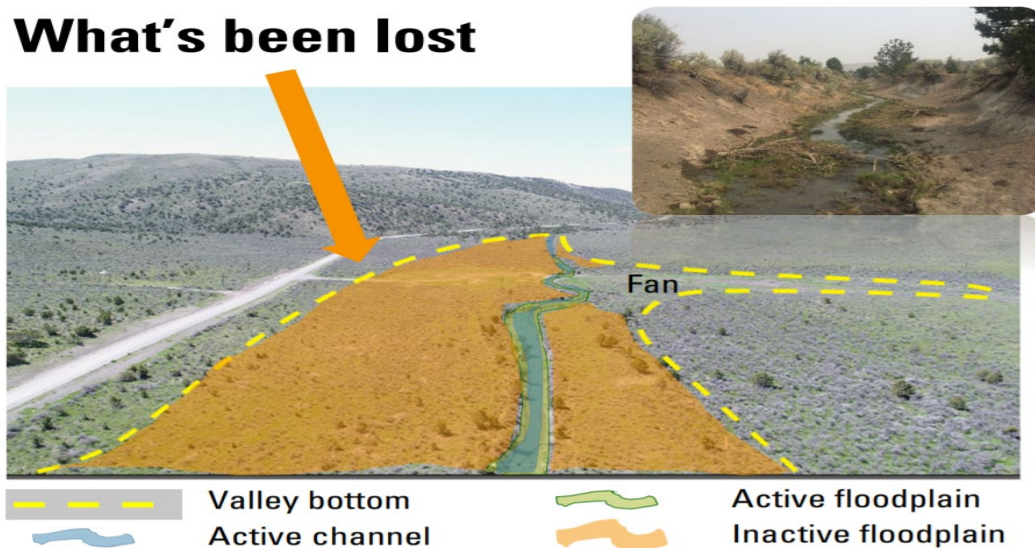 What's been lost
Fan
Valley bottom
Active floodplain
Active channel
Inactive floodplain